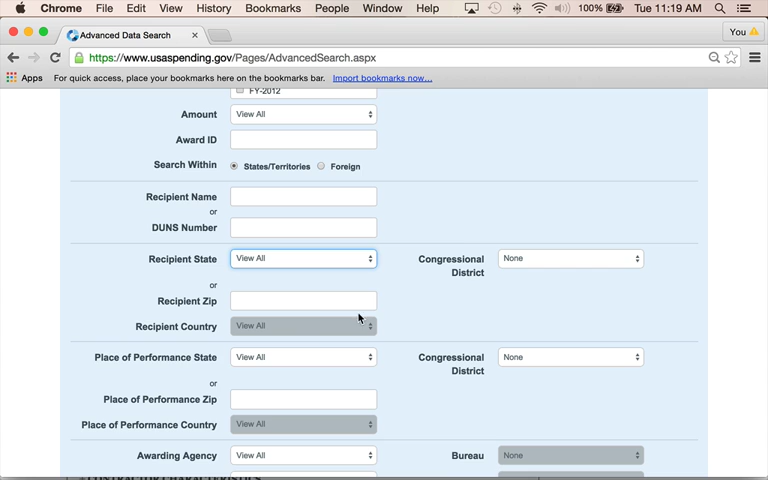 Chrome File Edit View History Bookmarks People Window Help 100% Tue 11:19 AM
Advanced Data Search × You
https://www.usaspending.gov/Pages/AdvancedSearch.aspx
Apps For quick access, place your bookmarks here on the bookmarks bar. Import bookmarks now...
FY-2012
Amount View All
Award ID
Search Within States/Territories Foreign
Recipient Name
or
DUNS Number
Recipient State View All Congressional District None
or
Recipient Zip
Recipient Country View All
Place of Performance State View All Congressional District None
or
Place of Performance Zip
Place of Performance Country View All
Awarding Agency View All Bureau None
CONTRACTOR CHARACTERISTICS